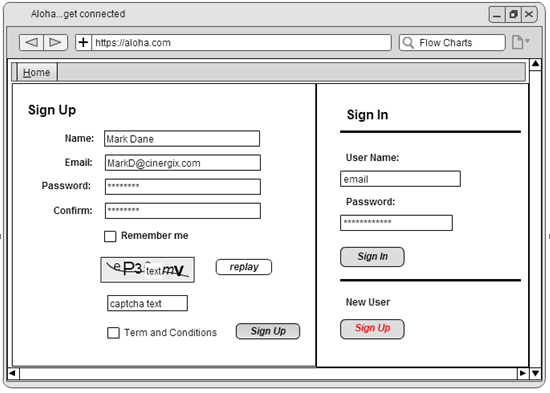 Aloha...get connected
https://aloha.com
Flow Charts
Home
Sign Up
Name: Mark Dane
Email: MarkD@cinergix.com
Password: ********
Confirm: ********
Remember me
text
replay
captcha text
Term and Conditions
Sign Up
Sign In
User Name:
email
Password:
************
Sign In
New User
Sign Up